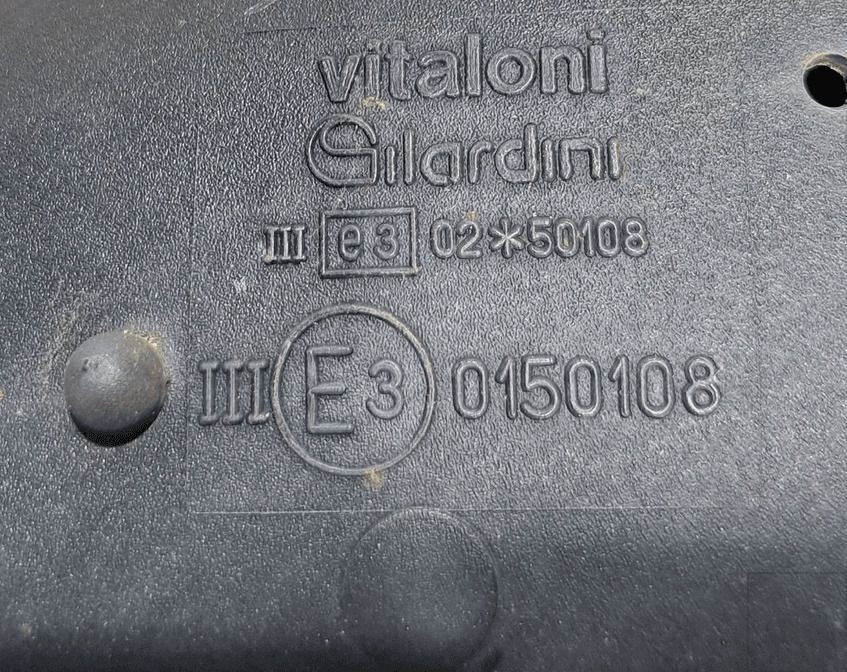 vitaloni
Gilardini
III e3 02*50108
III E3 0150108